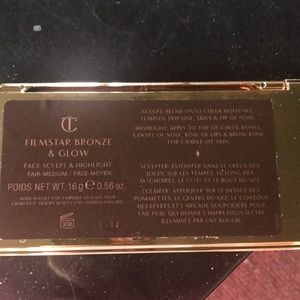 FILMSTAR BRONZE
& GLOW
FACE SCULPT & HIGHLIGHT
FAIR-MEDIUM / PÂLE-MOYEN
POIDS NET WT. 16g e 0.56 oz.
SCULPT: BLEND ONTO CHEEK HOLLOWS,
TEMPLES, JAW LINE, SIDES & TIP OF NOSE
HIGHLIGHT: APPLY TO TOP OF CHEEK BONES,
CENTRE OF NOSE, BOW OF LIPS & BROW BONE
FOR CANDLE LIT SKIN
SCULPTER: ESTOMPER DANS LE CREUX DES
JOUES, SUR LES TEMPES, LE LONG DES
MÂCHOIRES, LE COU ET LE BOUT DU NEZ
ÉCLAIRER: APPLIQUER SUR LE DESSUS
DES POMMETTES, LE CENTRE DU NEZ, LE CONTOUR
DES LÈVRES ET L'ARCADE SOURCILIÈRE POUR
UNE PEAU QUI DONNE L'IMPRESSION D'ÊTRE
ILLUMINÉE PAR UNE BOUGIE